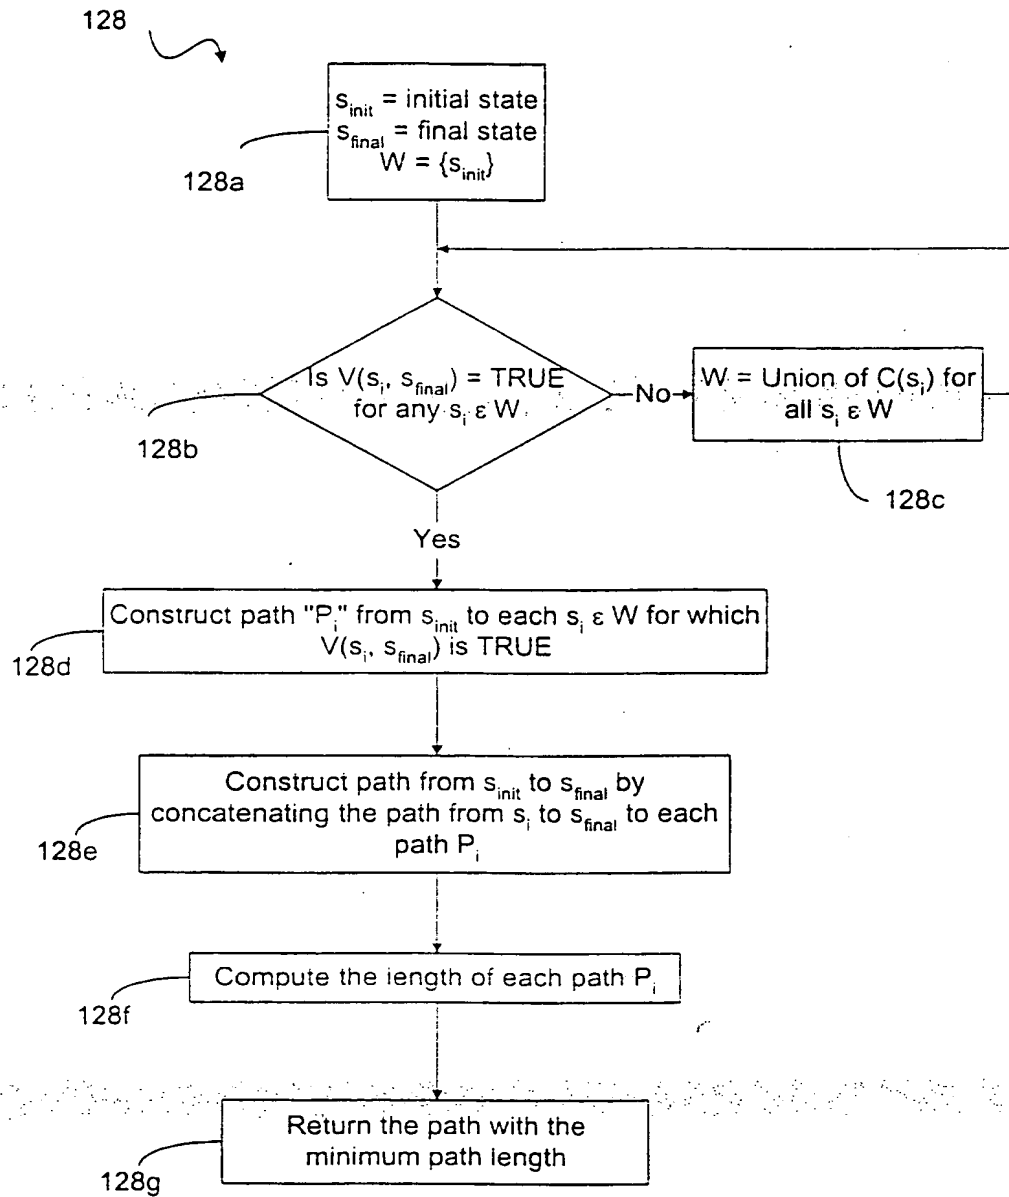 128
s_init = initial state
s_final = final state
W = {s_init}
128a
Is V(s_i, s_final) = TRUE
for any s_i ε W
128b
No
W = Union of C(s_i) for
all s_i ε W
128c
Yes
Construct path "P_i" from s_init to each s_i ε W for which
V(s_i, s_final) is TRUE
128d
Construct path from s_init to s_final by
concatenating the path from s_i to s_final to each
path P_i
128e
Compute the length of each path P_i
128f
Return the path with the
minimum path length
128g